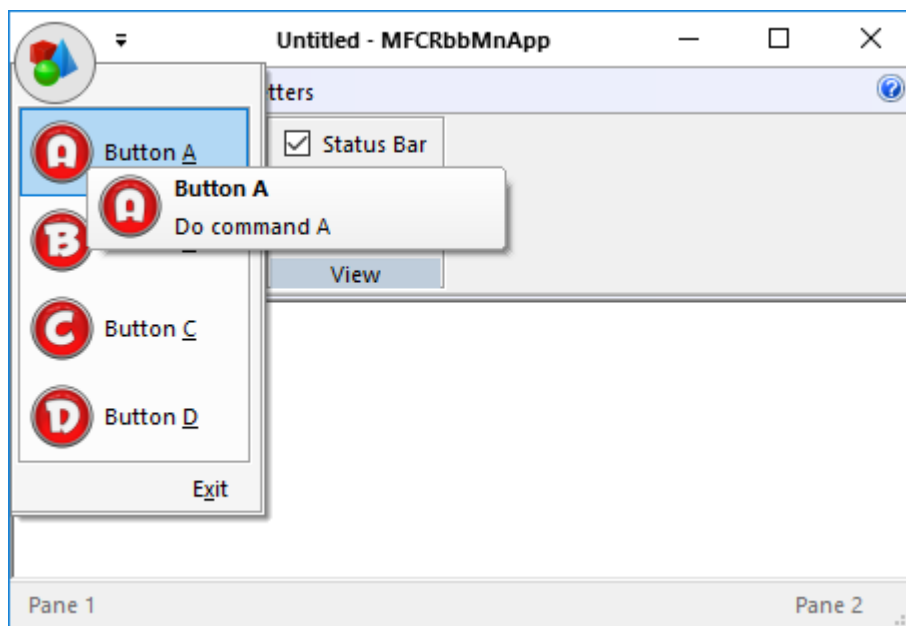 Untitled - MFCRbbMnApp
tters
Button A
Status Bar
Button A
Do command A
View
Button C
Button D
Exit
Pane 1
Pane 2